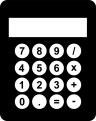 7 8 9 /
4 5 6 x
1 2 3 +
0 . = -